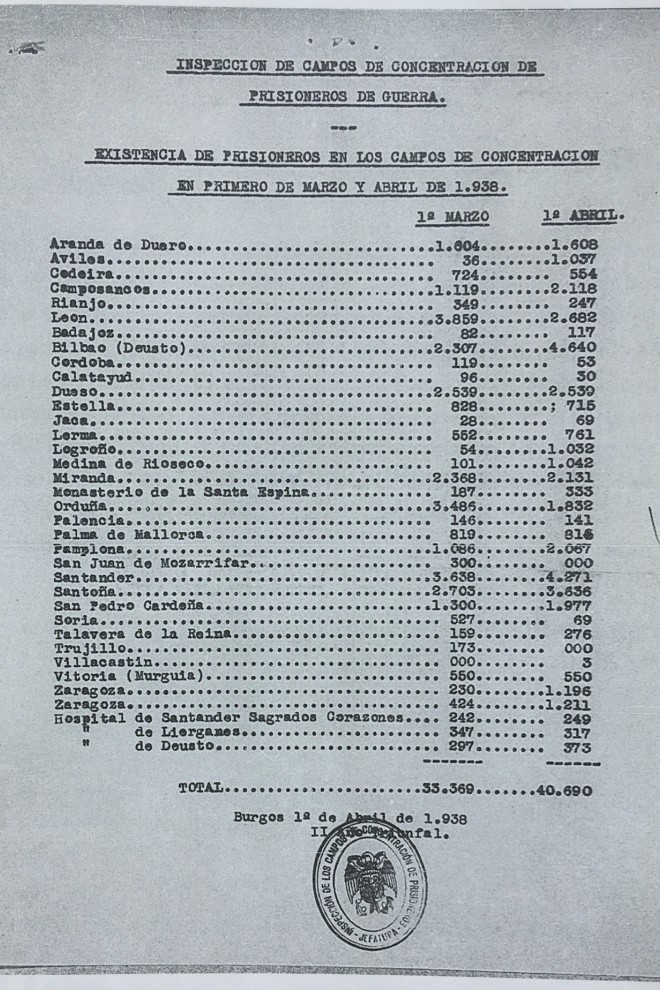 INSPECCION DE CAMPOS DE CONCENTRACION DE
PRISIONEROS DE GUERRA.
---
EXISTENCIA DE PRISIONEROS EN LOS CAMPOS DE CONCENTRACION
EN PRIMERO DE MARZO Y ABRIL DE 1.938.
1º MARZO 1º ABRIL.
Aranda de Duero 1.604 1.608
Aviles 36 1.037
Cedeira 724 554
Camposancos 1.119 2.118
Rianjo 349 247
Leon 3.859 2.682
Badajoz 82 117
Bilbao (Deusto) 2.307 4.640
Cordoba 119 53
Calatayud 96 30
Dueso 2.539 2.539
Estella 828 715
Jaca 28 69
Lerma 552 761
Logroño 54 1.032
Medina de Rioseco 101 1.042
Miranda 2.368 2.131
Monasterio de la Santa Espina 187 333
Orduña 3.486 1.832
Palencia 146 141
Palma de Mallorca 819
Pamplona 1.086 2.067
San Juan de Mozarrifar 300 000
Santander 3.638 4.271
Santoña 2.703 3.636
San Pedro Cardeña 1.300 1.977
Soria 527 69
Talavera de la Reina 159 276
Trujillo 173 000
Villacastin 000 3
Vitoria (Murguia) 550 550
Zaragoza 230 1.196
Zaragoza 424 1.211
Hospital de Santander Sagrados Corazones 242 249
" de Lierganes 347 317
" de Deusto 297 373
TOTAL 33.369 40.690
Burgos 1º de Abril de 1.938
II
INSPECCIÓN DE LOS CAMPOS DE CONCENTRACIÓN DE
- JEFATURA -